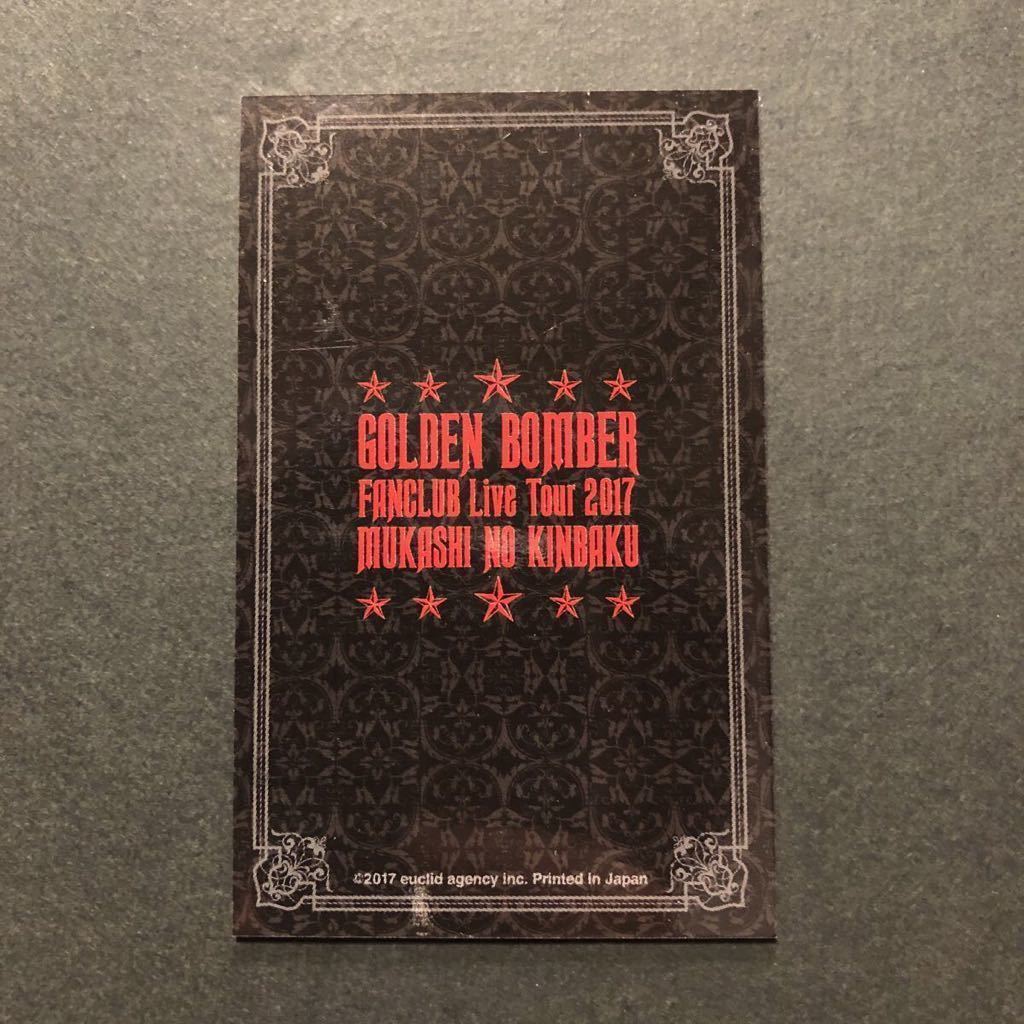 GOLDEN BOMBER
FANCLUB Live Tour 2017
MUKASHI NO KINBAKU
©2017 euclid agency inc. Printed in Japan